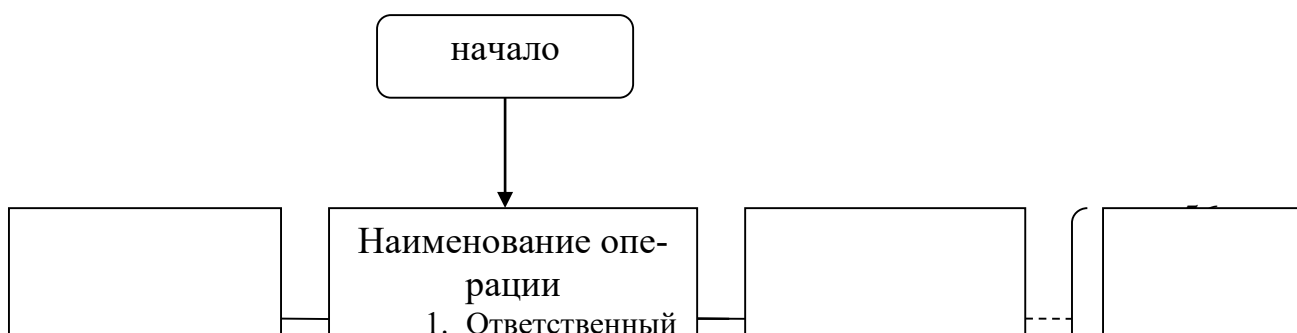 начало
Наименование опе-
рации
1. Ответственный